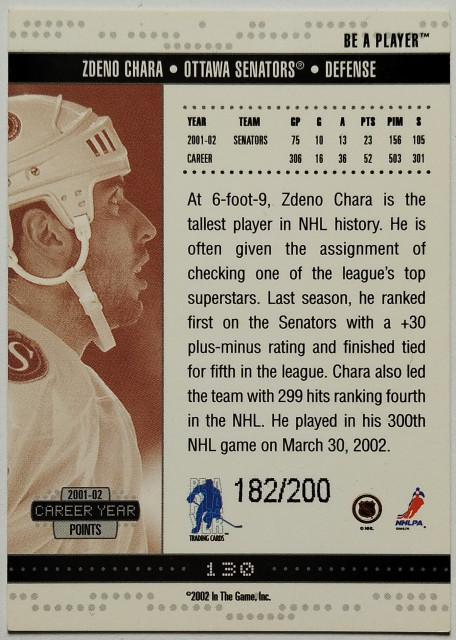 BE A PLAYER™
ZDENO CHARA • OTTAWA SENATORS® • DEFENSE
YEAR TEAM GP G A PTS PIM S
2001-02 SENATORS 75 10 13 23 156 105
CAREER 306 16 36 52 503 301
At 6-foot-9, Zdeno Chara is the
tallest player in NHL history. He is
often given the assignment of
checking one of the league's top
superstars. Last season, he ranked
first on the Senators with a +30
plus-minus rating and finished tied
for fifth in the league. Chara also led
the team with 299 hits ranking fourth
in the NHL. He played in his 300th
NHL game on March 30, 2002.
S
2001-02
CAREER YEAR
POINTS
TRADING CARDS™
182/200
© NHL
NHLPA
130
©2002 In The Game, Inc.